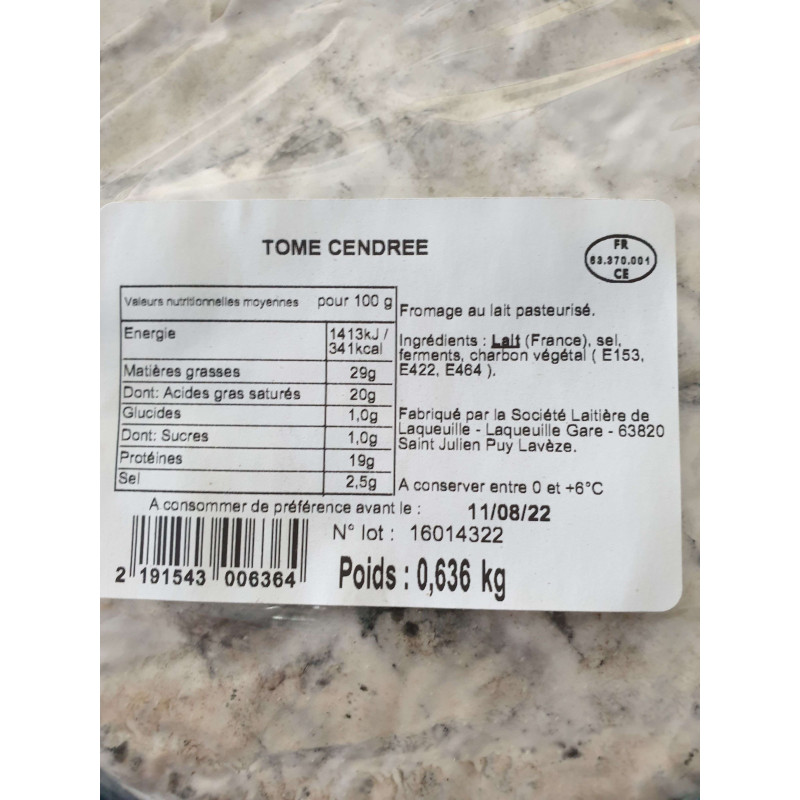 TOME CENDREE
FR
63.370.001
CE
Valeurs nutritionnelles moyennes pour 100 g
Energie 1413kJ /
341kcal
Matières grasses 29g
Dont: Acides gras saturés 20g
Glucides 1,0g
Dont: Sucres 1,0g
Protéines 19g
Sel 2,5g
Fromage au lait pasteurisé.
Ingrédients : Lait (France), sel,
ferments, charbon végétal ( E153,
E422, E464 ).
Fabriqué par la Société Laitière de
Laqueuille - Laqueuille Gare - 63820
Saint Julien Puy Lavèze.
A conserver entre 0 et +6°C
A consommer de préférence avant le : 11/08/22
N° lot : 16014322
Poids : 0,636 kg
2 191543 006364